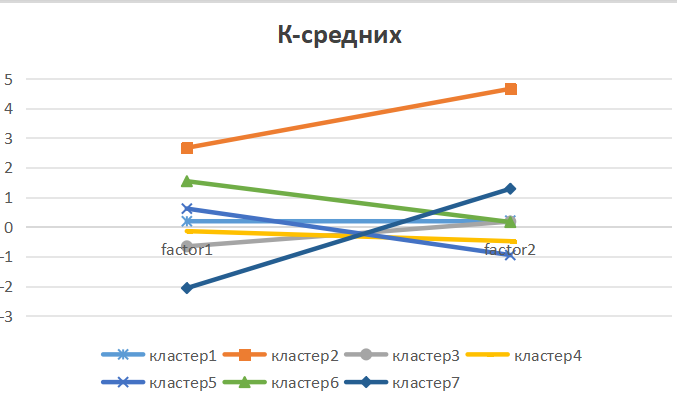 К-средних
5
4
3
2
1
0
-1
-2
-3
factor1 factor2
кластер1 кластер2 кластер3 кластер4
кластер5 кластер6 кластер7